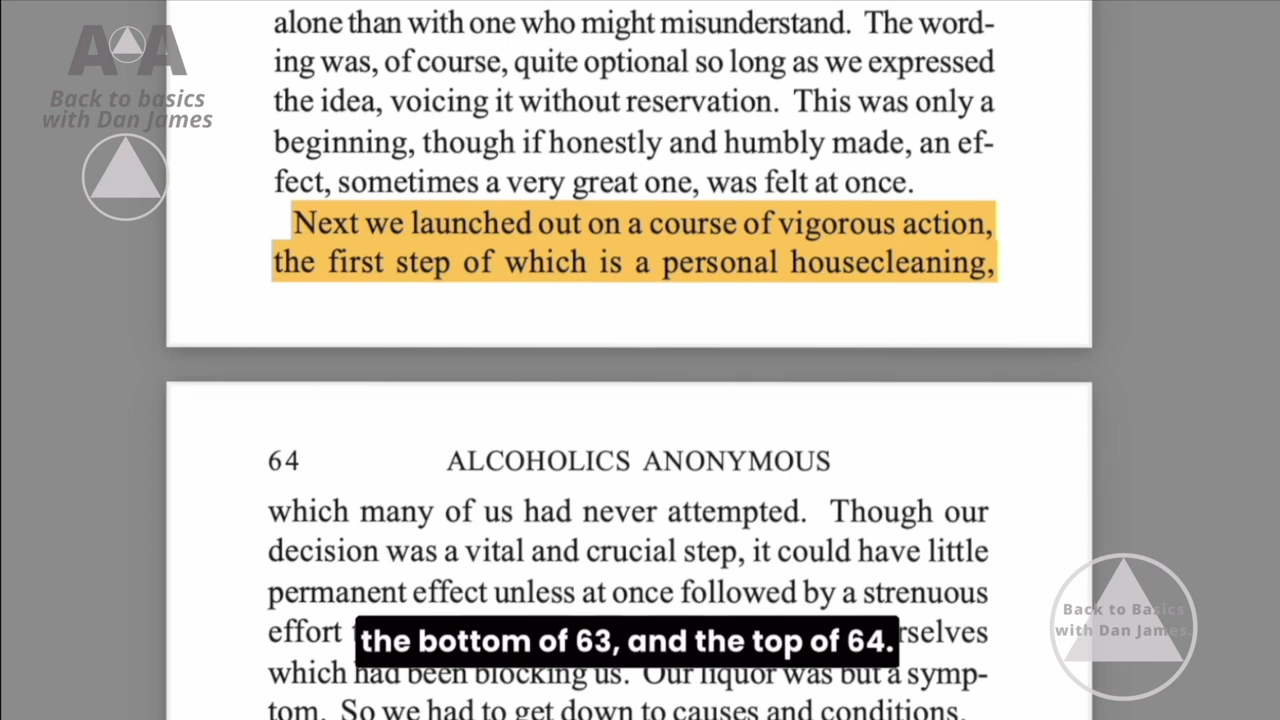 AA
Back to basics
with Dan James
alone than with one who might misunderstand. The word-
ing was, of course, quite optional so long as we expressed
the idea, voicing it without reservation. This was only a
beginning, though if honestly and humbly made, an ef-
fect, sometimes a very great one, was felt at once.
Next we launched out on a course of vigorous action,
the first step of which is a personal housecleaning,
64 ALCOHOLICS ANONYMOUS
which many of us had never attempted. Though our
decision was a vital and crucial step, it could have little
permanent effect unless at once followed by a strenuous
effort rselves
the bottom of 63, and the top of 64.
which had been blocking us. Our liquor was but a symp-
tom. So we had to get down to causes and conditions.
Back to Basics
with Dan James.